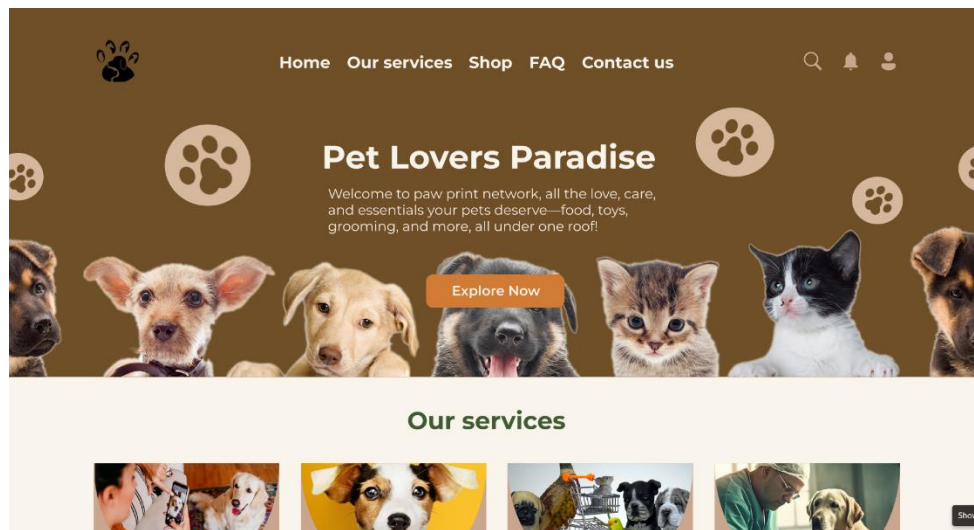 Home Our services Shop FAQ Contact us
Pet Lovers Paradise
Welcome to paw print network, all the love, care,
and essentials your pets deserve—food, toys,
grooming, and more, all under one roof!
Explore Now
Our services